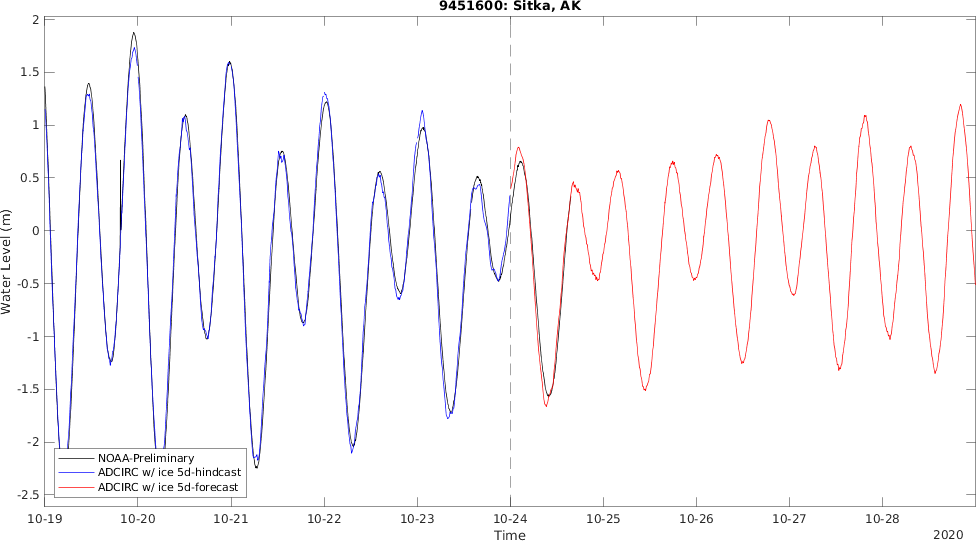 9451600: Sitka, AK
2
1.5
1
0.5
0
-0.5
-1
-1.5
-2
-2.5
Water Level (m)
NOAA-Preliminary
ADCIRC w/ ice 5d-hindcast
ADCIRC w/ ice 5d-forecast
10-19 10-20 10-21 10-22 10-23 10-24 10-25 10-26 10-27 10-28
Time
2020